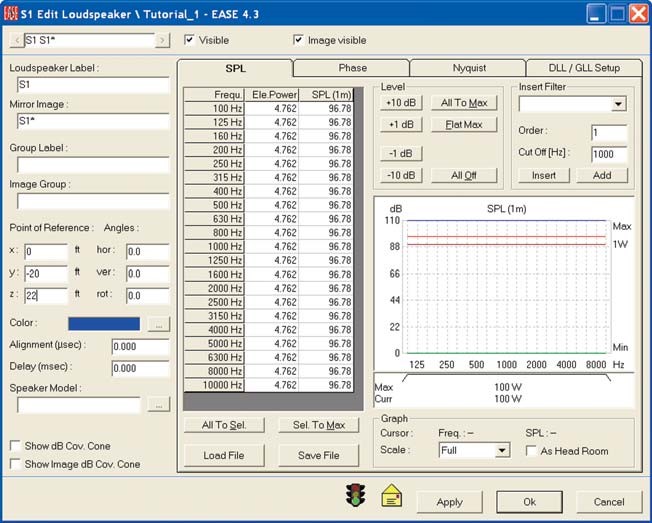 EASE S1 Edit Loudspeaker \ Tutorial_1 - EASE 4.3
< S1 S1* >
Visible
Image visible
Loudspeaker Label :
S1
Mirror Image :
S1*
Group Label :
Image Group :
Point of Reference : Angles :
x : 0 ft hor : 0.0
y : -20 ft ver : 0.0
z : 22 ft rot : 0.0
Color : ...
Alignment (µsec) : 0.000
Delay (msec) : 0.000
Speaker Model :
...
Show dB Cov. Cone
Show Image dB Cov. Cone
SPL Phase Nyquist DLL / GLL Setup
Frequ. Ele.Power SPL (1m)
100 Hz 4.762 96.78
125 Hz 4.762 96.78
160 Hz 4.762 96.78
200 Hz 4.762 96.78
250 Hz 4.762 96.78
315 Hz 4.762 96.78
400 Hz 4.762 96.78
500 Hz 4.762 96.78
630 Hz 4.762 96.78
800 Hz 4.762 96.78
1000 Hz 4.762 96.78
1250 Hz 4.762 96.78
1600 Hz 4.762 96.78
2000 Hz 4.762 96.78
2500 Hz 4.762 96.78
3150 Hz 4.762 96.78
4000 Hz 4.762 96.78
5000 Hz 4.762 96.78
6300 Hz 4.762 96.78
8000 Hz 4.762 96.78
10000 Hz 4.762 96.78
All To Sel. Sel. To Max
Load File Save File
Level
+10 dB All To Max
+1 dB Flat Max
-1 dB
-10 dB All Off
Insert Filter
Order : 1
Cut Off [Hz] : 1000
Insert Add
dB SPL (1m)
110 Max
88 1W
66
44
22
0 Min
125 250 500 1000 2000 4000 8000 Hz
Max 100 W
Curr 100 W
Graph
Cursor : Freq. : – SPL : –
Scale : Full As Head Room
Apply Ok Cancel